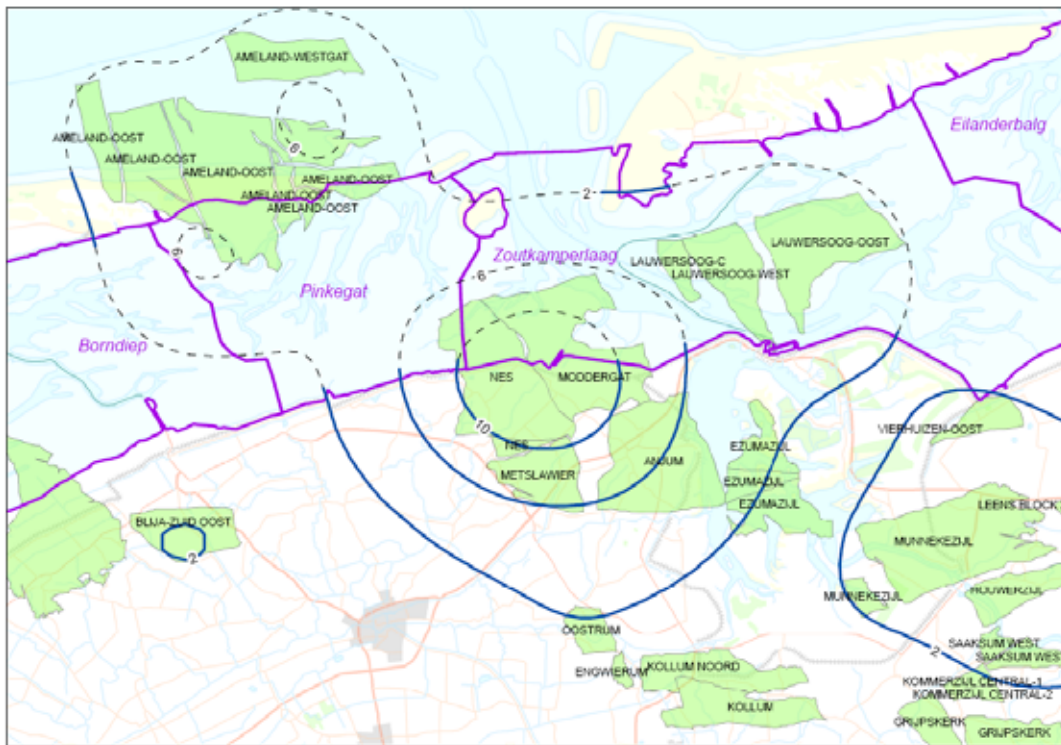 AMELAND-WESTGAT
6
AMELAND-OOST
AMELAND-OOST
AMELAND-OOST
AMELAND-OOST
AMELAND-OOST
AMELAND-OOST
Eilanderbalg
2
LAUWERSOOG-OOST
6
Zoutkamperlaag
LAUWERSOOG-C
LAUWERSOOG-WEST
6
Pinkegat
Borndiep
NES
MODDERGAT
10
VIERHUIZEN-OOST
NES
METSLAWIER
ANJUM
EZUMAZIJL
EZUMAZIJL
EZUMAZIJL
LEENS BLOCK
BLIJA-ZUID OOST
2
MUNNEKEZIJL
MUNNEKEZIJL
HOUWERZIJL
OOSTRUM
2
SAAKSUM WEST
SAAKSUM WEST
ENGWIERUM
KOLLUM NOORD
KOMMERZIJL CENTRAL-1
KOMMERZIJL CENTRAL-2
KOLLUM
GRIJPSKERK
GRIJPSKERK